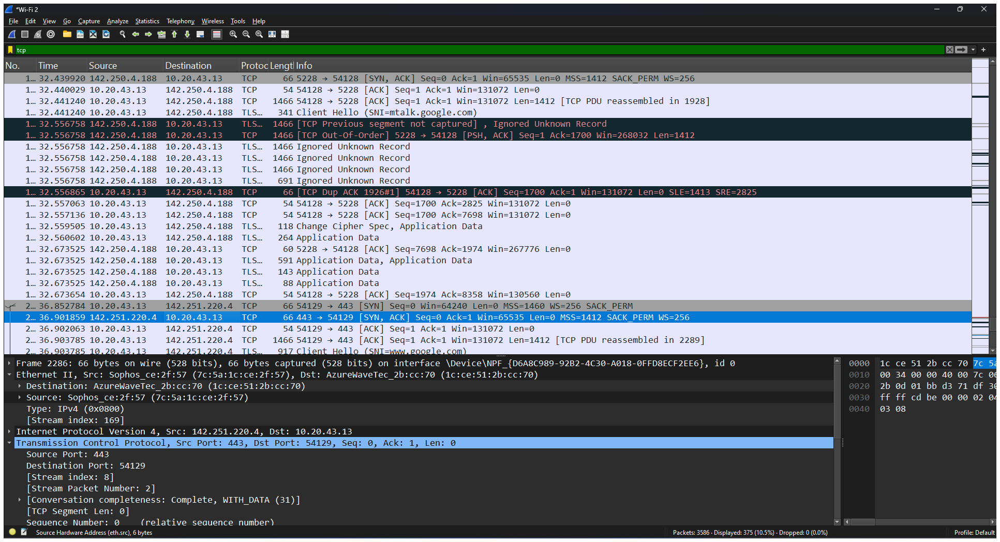 *Wi-Fi 2
File Edit View Go Capture Analyze Statistics Telephony Wireless Tools Help
tcp
No. Time Source Destination Protoc Lengtl Info
1… 32.439920 142.250.4.188 10.20.43.13 TCP 66 5228 → 54128 [SYN, ACK] Seq=0 Ack=1 Win=65535 Len=0 MSS=1412 SACK_PERM WS=256
1… 32.440029 10.20.43.13 142.250.4.188 TCP 54 54128 → 5228 [ACK] Seq=1 Ack=1 Win=131072 Len=0
1… 32.441240 10.20.43.13 142.250.4.188 TCP 1466 54128 → 5228 [ACK] Seq=1 Ack=1 Win=131072 Len=1412 [TCP PDU reassembled in 1928]
1… 32.441240 10.20.43.13 142.250.4.188 TLS… 341 Client Hello (SNI=mtalk.google.com)
1… 32.556758 142.250.4.188 10.20.43.13 TLS… 1466 [TCP Previous segment not captured] , Ignored Unknown Record
1… 32.556758 142.250.4.188 10.20.43.13 TCP 1466 [TCP Out-Of-Order] 5228 → 54128 [PSH, ACK] Seq=1 Ack=1700 Win=268032 Len=1412
1… 32.556758 142.250.4.188 10.20.43.13 TLS… 1466 Ignored Unknown Record
1… 32.556758 142.250.4.188 10.20.43.13 TLS… 1466 Ignored Unknown Record
1… 32.556758 142.250.4.188 10.20.43.13 TLS… 1466 Ignored Unknown Record
1… 32.556758 142.250.4.188 10.20.43.13 TLS… 691 Ignored Unknown Record
1… 32.556865 10.20.43.13 142.250.4.188 TCP 66 [TCP Dup ACK 1926#1] 54128 → 5228 [ACK] Seq=1700 Ack=1 Win=131072 Len=0 SLE=1413 SRE=2825
1… 32.557063 10.20.43.13 142.250.4.188 TCP 54 54128 → 5228 [ACK] Seq=1700 Ack=2825 Win=131072 Len=0
1… 32.557136 10.20.43.13 142.250.4.188 TCP 54 54128 → 5228 [ACK] Seq=1700 Ack=7698 Win=131072 Len=0
1… 32.559505 10.20.43.13 142.250.4.188 TLS… 118 Change Cipher Spec, Application Data
1… 32.560602 10.20.43.13 142.250.4.188 TLS… 264 Application Data
1… 32.673525 142.250.4.188 10.20.43.13 TCP 60 5228 → 54128 [ACK] Seq=7698 Ack=1974 Win=267776 Len=0
1… 32.673525 142.250.4.188 10.20.43.13 TLS… 591 Application Data, Application Data
1… 32.673525 142.250.4.188 10.20.43.13 TLS… 143 Application Data
1… 32.673525 142.250.4.188 10.20.43.13 TLS… 88 Application Data
1… 32.673654 10.20.43.13 142.250.4.188 TCP 54 54128 → 5228 [ACK] Seq=1974 Ack=8358 Win=130560 Len=0
2… 36.852784 10.20.43.13 142.251.220.4 TCP 66 54129 → 443 [SYN] Seq=0 Win=64240 Len=0 MSS=1460 WS=256 SACK_PERM
2… 36.901859 142.251.220.4 10.20.43.13 TCP 66 443 → 54129 [SYN, ACK] Seq=0 Ack=1 Win=65535 Len=0 MSS=1412 SACK_PERM WS=256
2… 36.902063 10.20.43.13 142.251.220.4 TCP 54 54129 → 443 [ACK] Seq=1 Ack=1 Win=131072 Len=0
2… 36.903785 10.20.43.13 142.251.220.4 TCP 1466 54129 → 443 [ACK] Seq=1 Ack=1 Win=131072 Len=1412 [TCP PDU reassembled in 2289]
2… 36.903785 10.20.43.13 142.251.220.4 TLS… 917 Client Hello (SNI=www.google.com)
Frame 2286: 66 bytes on wire (528 bits), 66 bytes captured (528 bits) on interface \Device\NPF_{D6A8C989-92B2-4C30-A018-0FFD8ECF2EE6}, id 0
Ethernet II, Src: Sophos_ce:2f:57 (7c:5a:1c:ce:2f:57), Dst: AzureWaveTec_2b:cc:70 (1c:ce:51:2b:cc:70)
Destination: AzureWaveTec_2b:cc:70 (1c:ce:51:2b:cc:70)
Source: Sophos_ce:2f:57 (7c:5a:1c:ce:2f:57)
Type: IPv4 (0x0800)
[Stream index: 169]
Internet Protocol Version 4, Src: 142.251.220.4, Dst: 10.20.43.13
Transmission Control Protocol, Src Port: 443, Dst Port: 54129, Seq: 0, Ack: 1, Len: 0
Source Port: 443
Destination Port: 54129
[Stream index: 8]
[Stream Packet Number: 2]
[Conversation completeness: Complete, WITH_DATA (31)]
[TCP Segment Len: 0]
Sequence Number: 0 (relative sequence number)
0000 1c ce 51 2b cc 70 7c 5a
0010 00 34 00 00 40 00 7c 06
0020 2b 0d 01 bb d3 71 df 30
0030 ff ff cd be 00 00 02 04
0040 03 08
Source Hardware Address (eth.src), 6 bytes
Packets: 3586 · Displayed: 375 (10.5%) · Dropped: 0 (0.0%)
Profile: Default